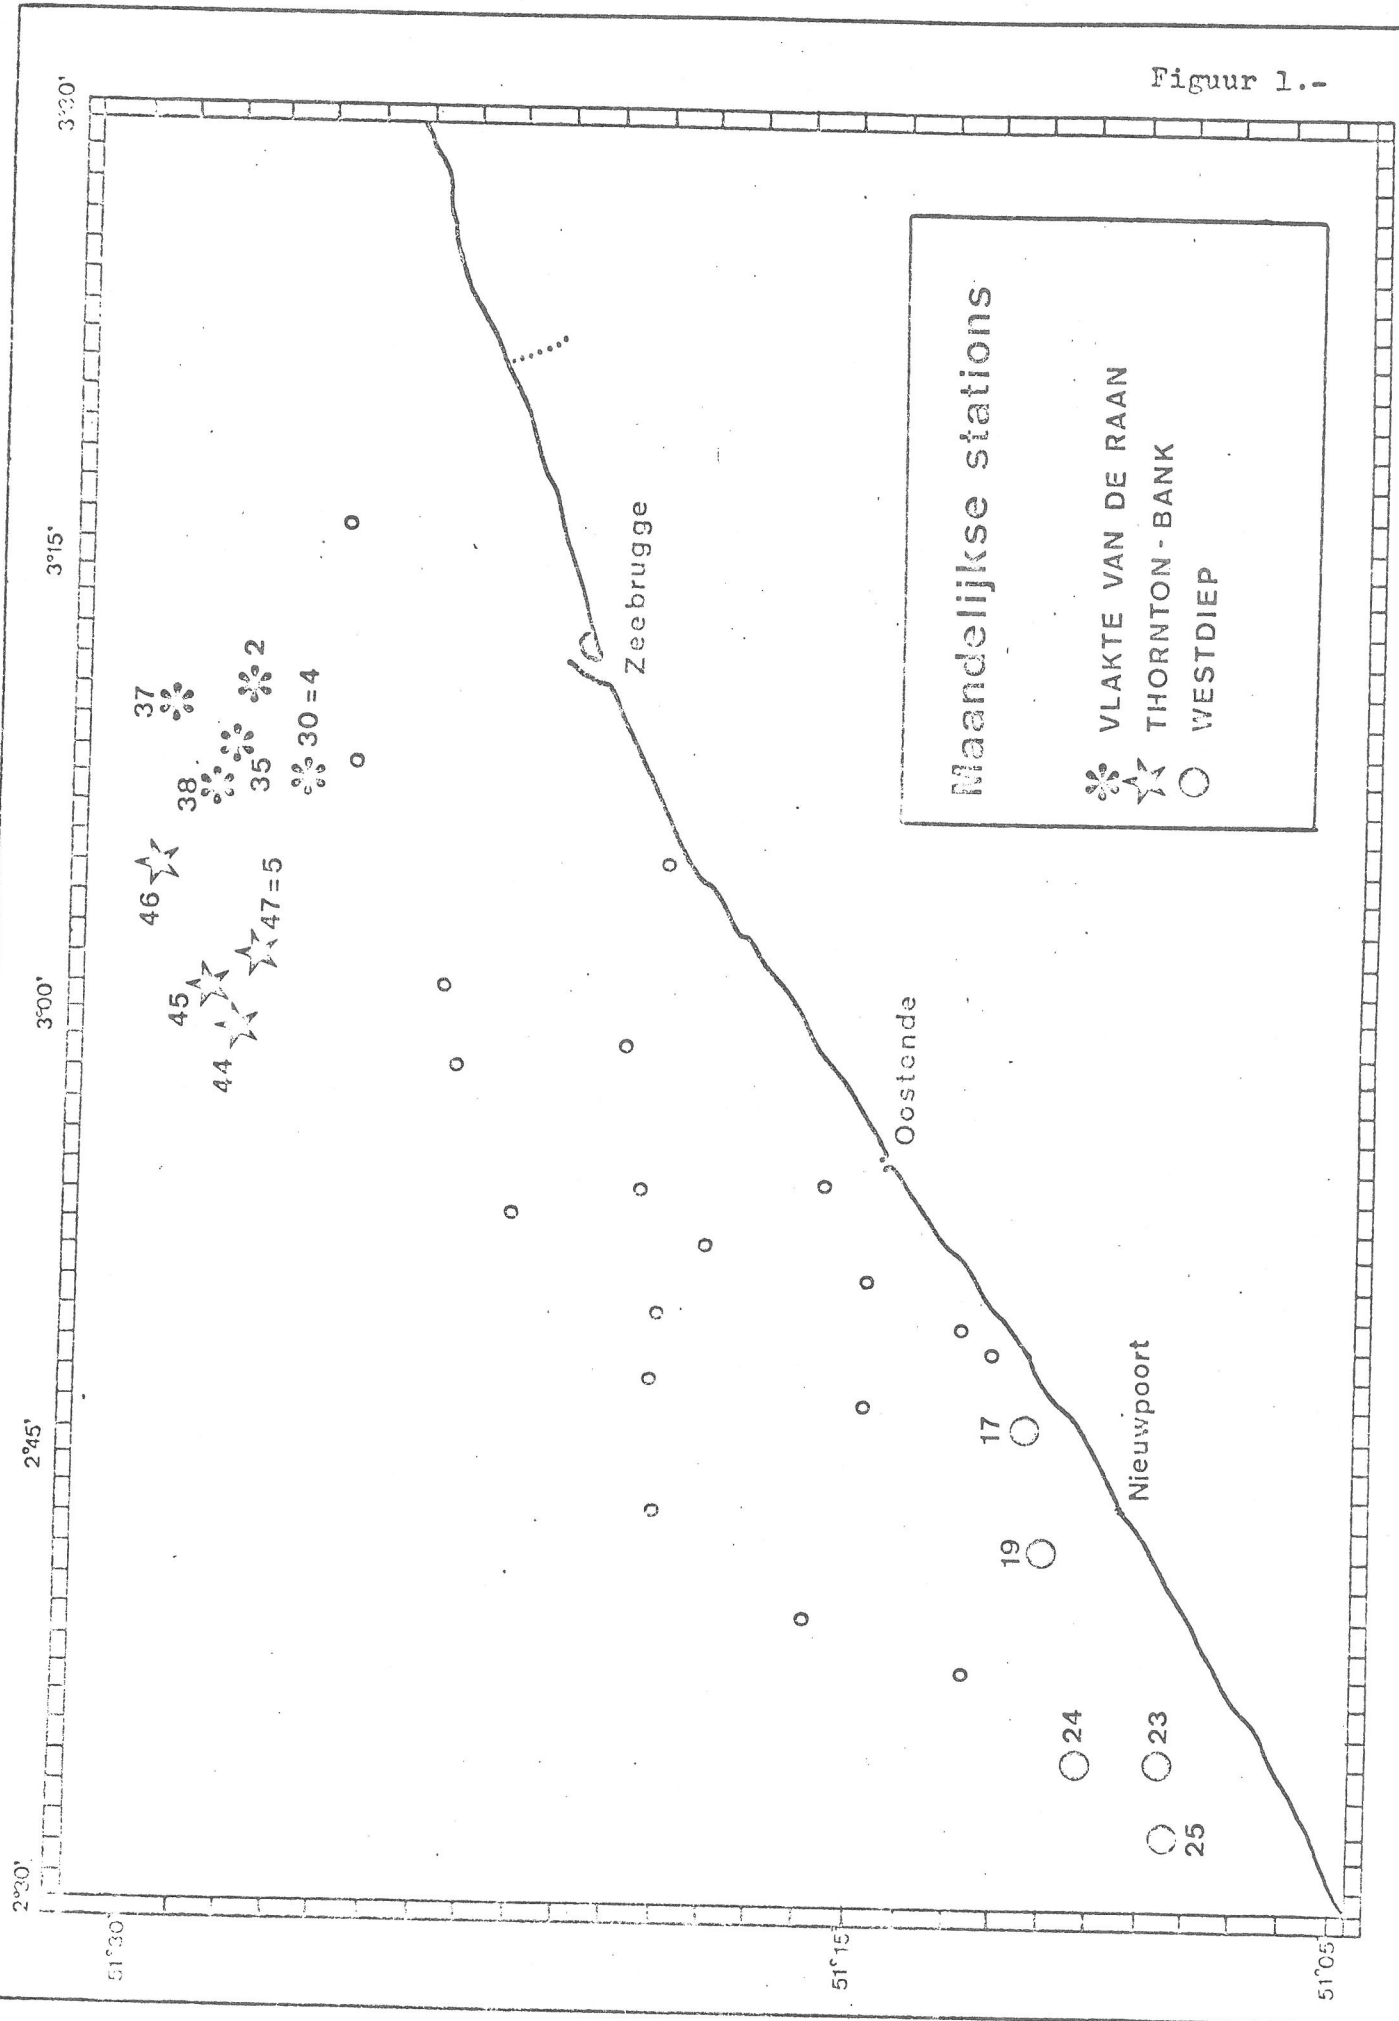 Figuur 1.-
2°30'
2°45'
3°00'
3°15'
3°30'
51°30'
51°15'
51°05'
37
2
38
35
30=4
46
47=5
45
44
Zeebrugge
Oostende
Nieuwpoort
17
19
24
23
25
Maandelijkse stations
VLAKTE VAN DE RAAN
THORNTON-BANK
WESTDIEP